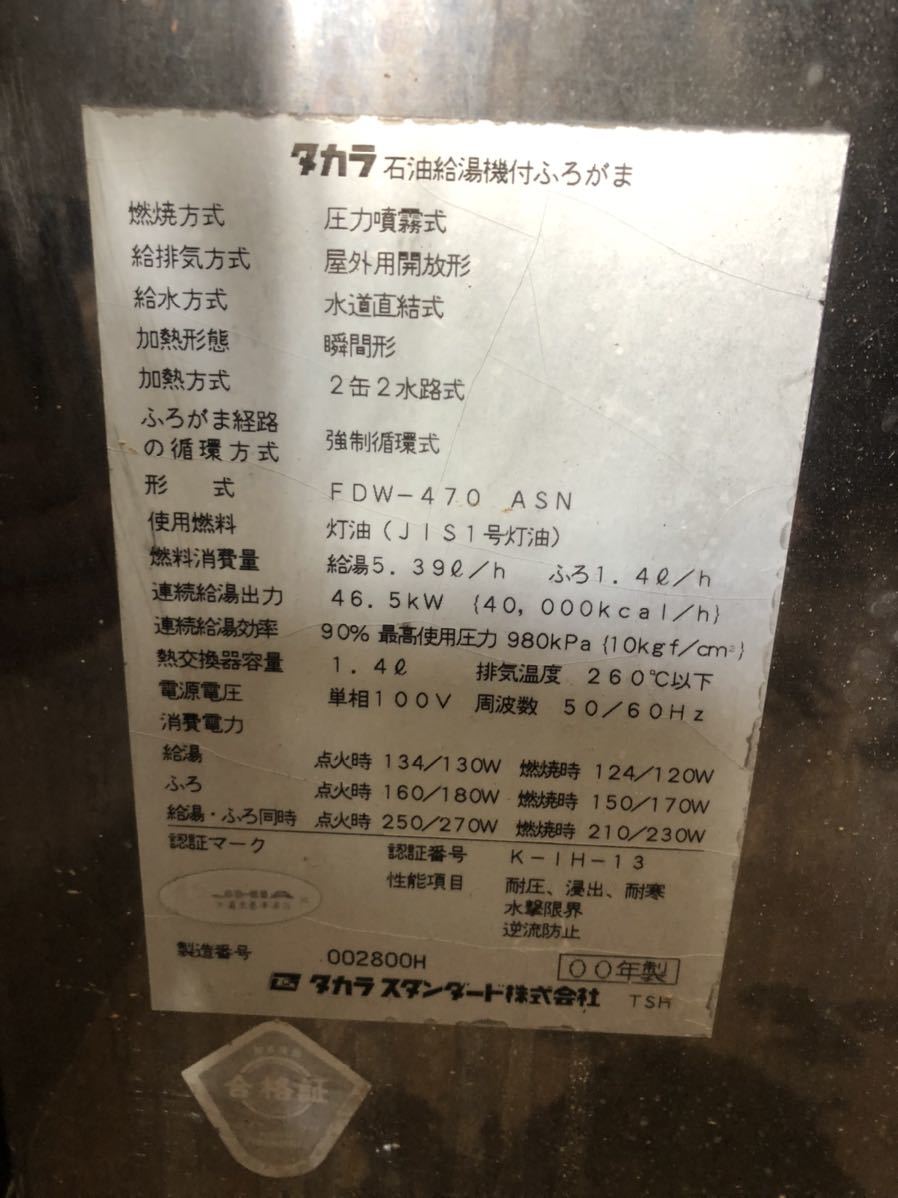 タカラ 石油給湯機付ふろがま
燃焼方式 圧力噴霧式
給排気方式 屋外用開放形
給水方式 水道直結式
加熱形態 瞬間形
加熱方式 2缶2水路式
ふろがま経路
の循環方式 強制循環式
形 式 FDW-470 ASN
使用燃料 灯油(JIS1号灯油)
燃料消費量 給湯5.39ℓ/h ふろ1.4ℓ/h
連続給湯出力 46.5kW {40,000kcal/h}
連続給湯効率 90% 最高使用圧力 980kPa {10kgf/cm²}
熱交換器容量 1.4ℓ 排気温度 260℃以下
電源電圧 単相100V 周波数 50/60Hz
消費電力
給湯 点火時 134/130W 燃焼時 124/120W
ふろ 点火時 160/180W 燃焼時 150/170W
給湯・ふろ同時 点火時 250/270W 燃焼時 210/230W
認証マーク 認証番号 K-IH-13
性能項目 耐圧、浸出、耐寒
水撃限界
逆流防止
製造番号 002800H 00年製
タカラ スタンダード株式会社 TSH
合格証